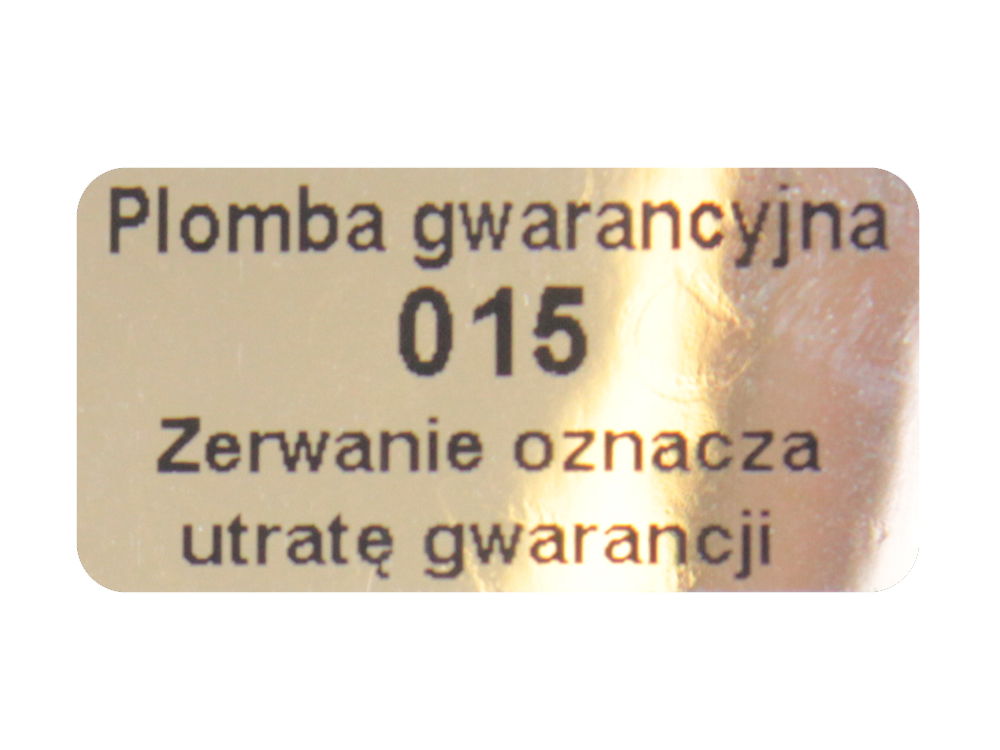 Plomba gwarancyjna
015
Zerwanie oznacza
utratę gwarancji